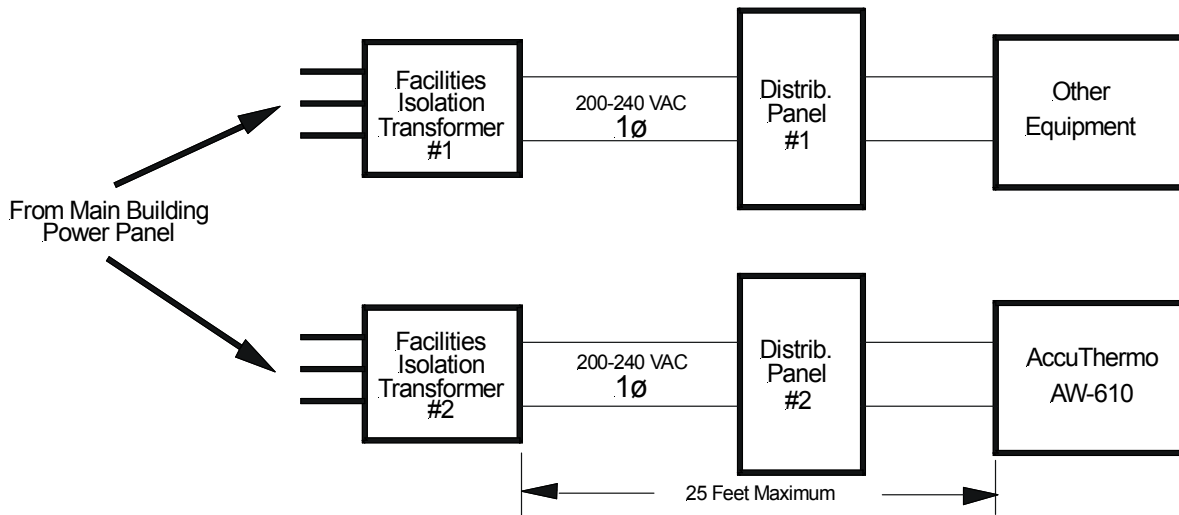 Facilities
Isolation
Transformer
#1
200-240 VAC
1ø
Distrib.
Panel
#1
Other
Equipment
From Main Building
Power Panel
Facilities
Isolation
Transformer
#2
200-240 VAC
1ø
Distrib.
Panel
#2
AccuThermo
AW-610
25 Feet Maximum